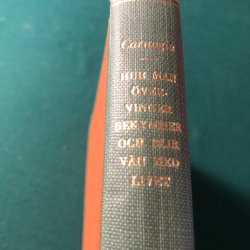 Carnegie
HUR MAN
ÖVER-
VINNER
BEKYMMER
OCH BLIR
VÄN MED
LIVET